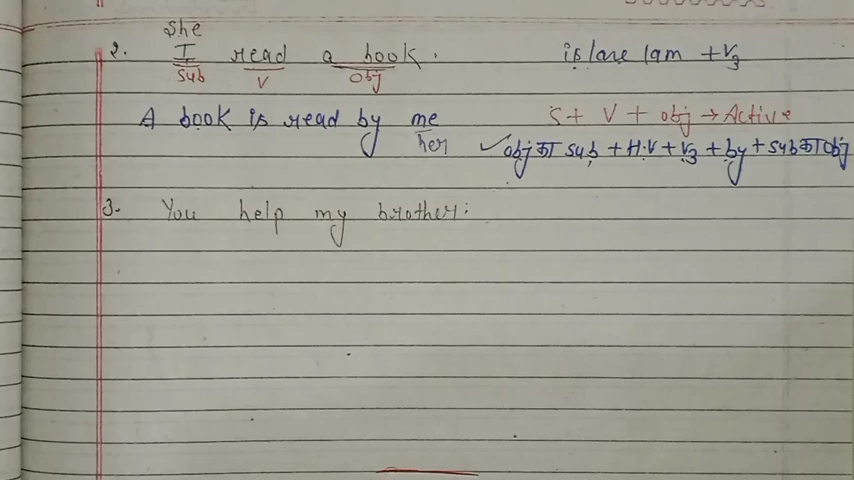 she
2. I read a book. is/are/am + V3
sub V obj
A book is read by me S + V + obj → Active
her ✓obj का sub + H.V + V3 + by + sub का obj
3. You help my brother: